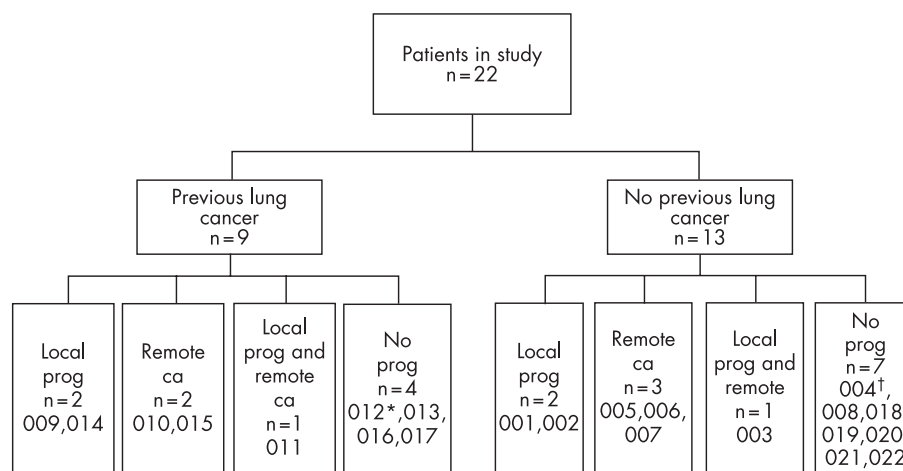 Patients in study
n=22
Previous lung
cancer
n=9
No previous lung
cancer
n=13
Local
prog
n=2
009,014
Remote
ca
n=2
010,015
Local
prog and
remote
ca
n=1
011
No
prog
n=4
012*,013,
016,017
Local
prog
n=2
001,002
Remote
ca
n=3
005,006,
007
Local
prog and
remote
n=1
003
No
prog
n=7
004†,
008,018
019,020
021,022